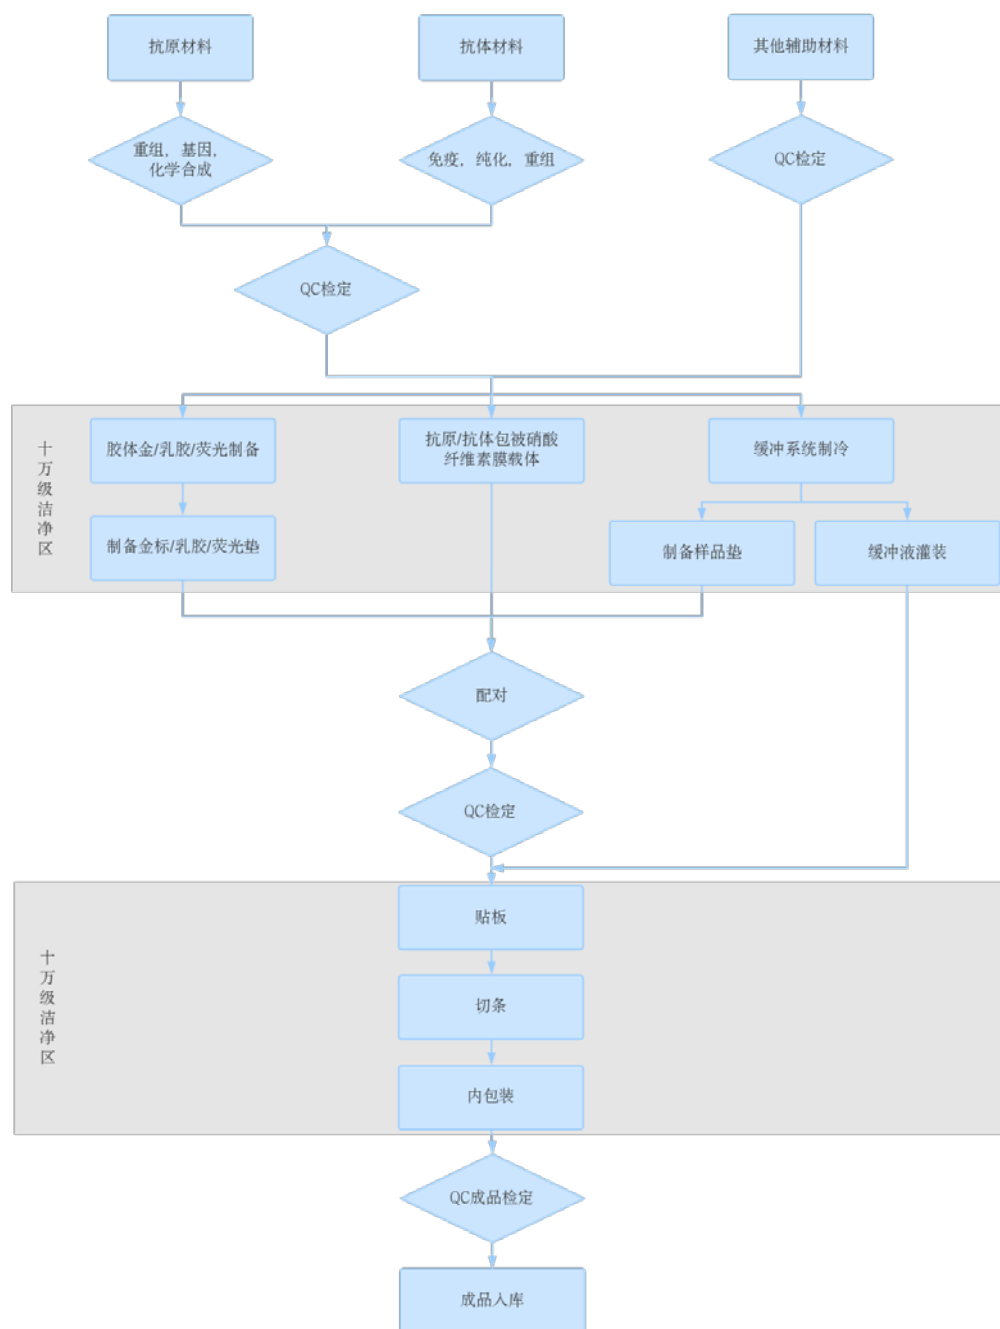 抗原材料
抗体材料
其他辅助材料
重组，基因，
化学合成
免疫，纯化，重组
QC检定
QC检定
十万级洁净区
胶体金/乳胶/荧光制备
抗原/抗体包被硝酸
纤维素膜载体
缓冲系统制冷
制备金标/乳胶/荧光垫
制备样品垫
缓冲液灌装
配对
QC检定
十万级洁净区
贴板
切条
内包装
QC成品检定
成品入库